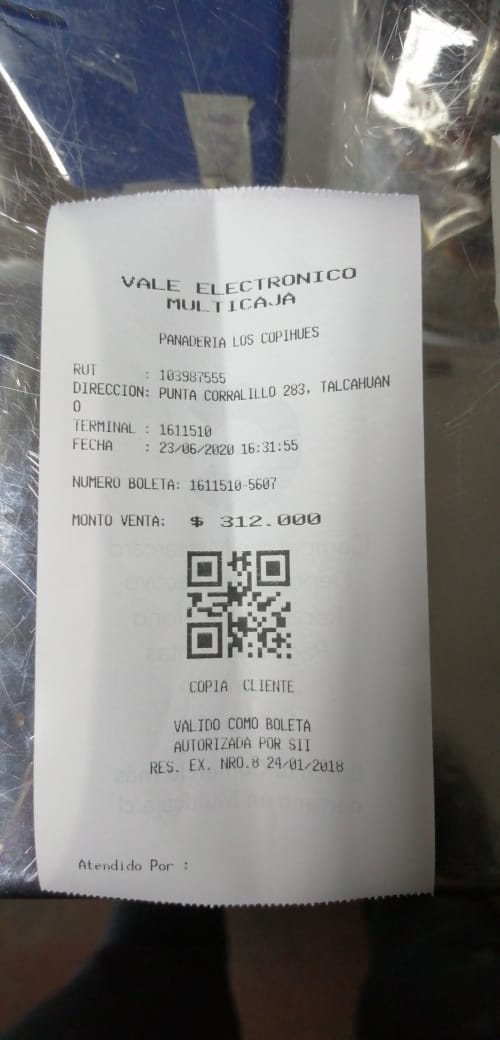 VALE ELECTRONICO
MULTICAJA
PANADERIA LOS COPIHUES
RUT : 103987555
DIRECCION: PUNTA CORRALILLO 283, TALCAHUAN
O
TERMINAL : 1611510
FECHA : 23/06/2020 16:31:55
NUMERO BOLETA: 1611510-5607
MONTO VENTA: $ 312.000
COPIA CLIENTE
VALIDO COMO BOLETA
AUTORIZADA POR SII
RES. EX. NRO.8 24/01/2018
Atendido Por :